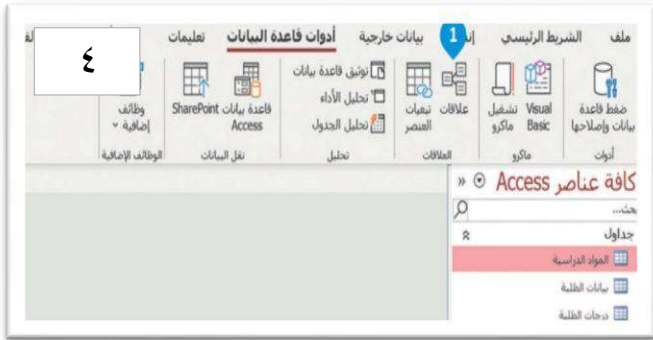 ملف الشريط الرئيسي إنش 1 بيانات خارجية أدوات قاعدة البيانات تعليمات
٤
ضغط قاعدة بيانات وإصلاحها
Visual Basic
تشغيل ماكرو
علاقات
تبعيات العنصر
توثيق قاعدة بيانات
تحليل الأداء
تحليل الجدول
قاعدة بيانات Access
SharePoint
وظائف إضافية
أدوات ماكرو العلاقات تحليل نقل البيانات الوظائف الإضافية
كافة عناصر Access
بحث...
جداول
المواد الدراسية
بيانات الطلبة
درجات الطلبة